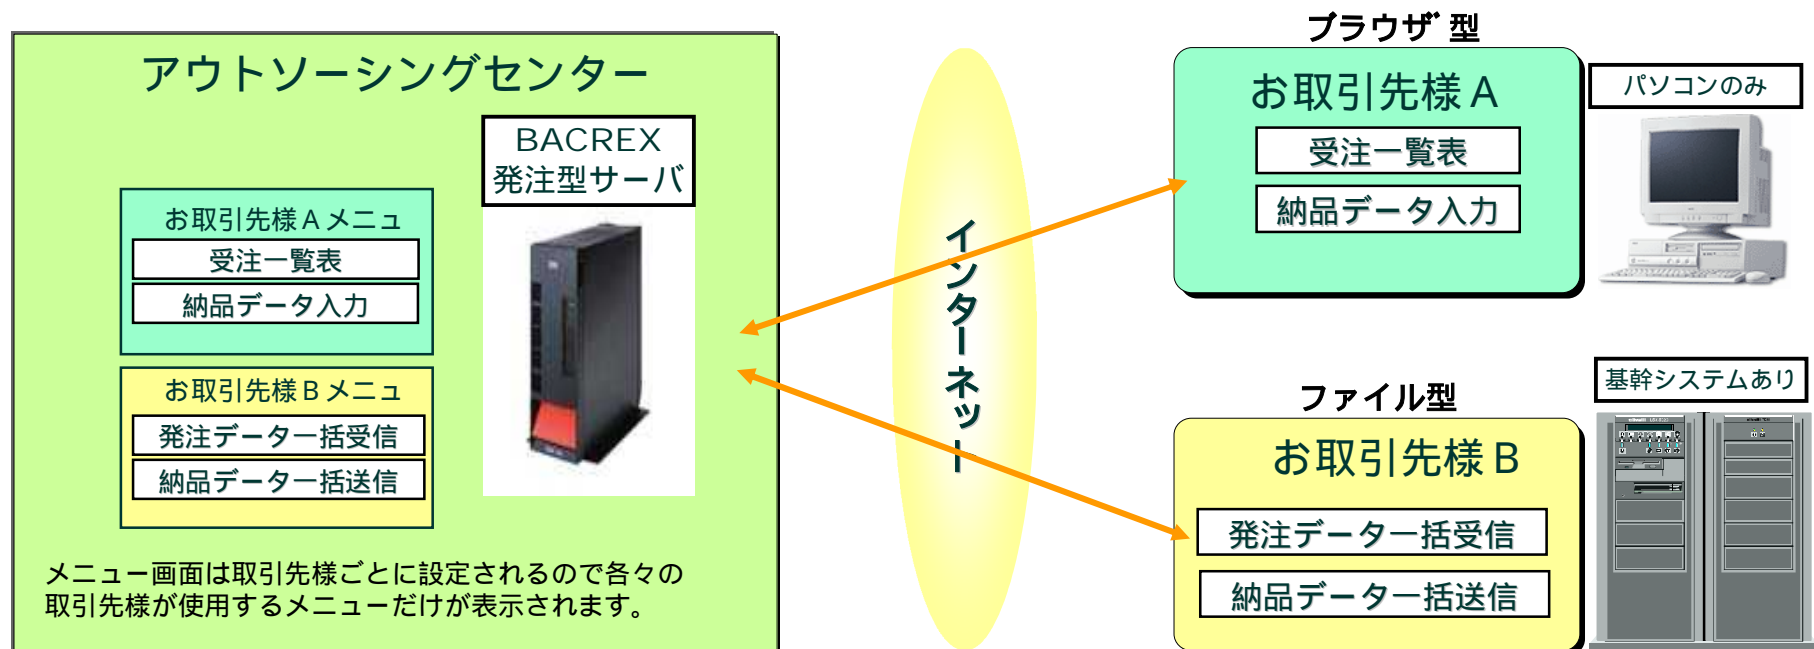 アウトソーシングセンター
BACREX
発注型サーバ
お取引先様Aメニュ
受注一覧表
納品データ入力
お取引先様Bメニュ
発注データ一括受信
納品データ一括送信
メニュー画面は取引先様ごとに設定されるので各々の
取引先様が使用するメニューだけが表示されます。
インターネット
ブラウザ型
お取引先様A
受注一覧表
納品データ入力
パソコンのみ
ファイル型
お取引先様B
発注データ一括受信
納品データ一括送信
基幹システムあり